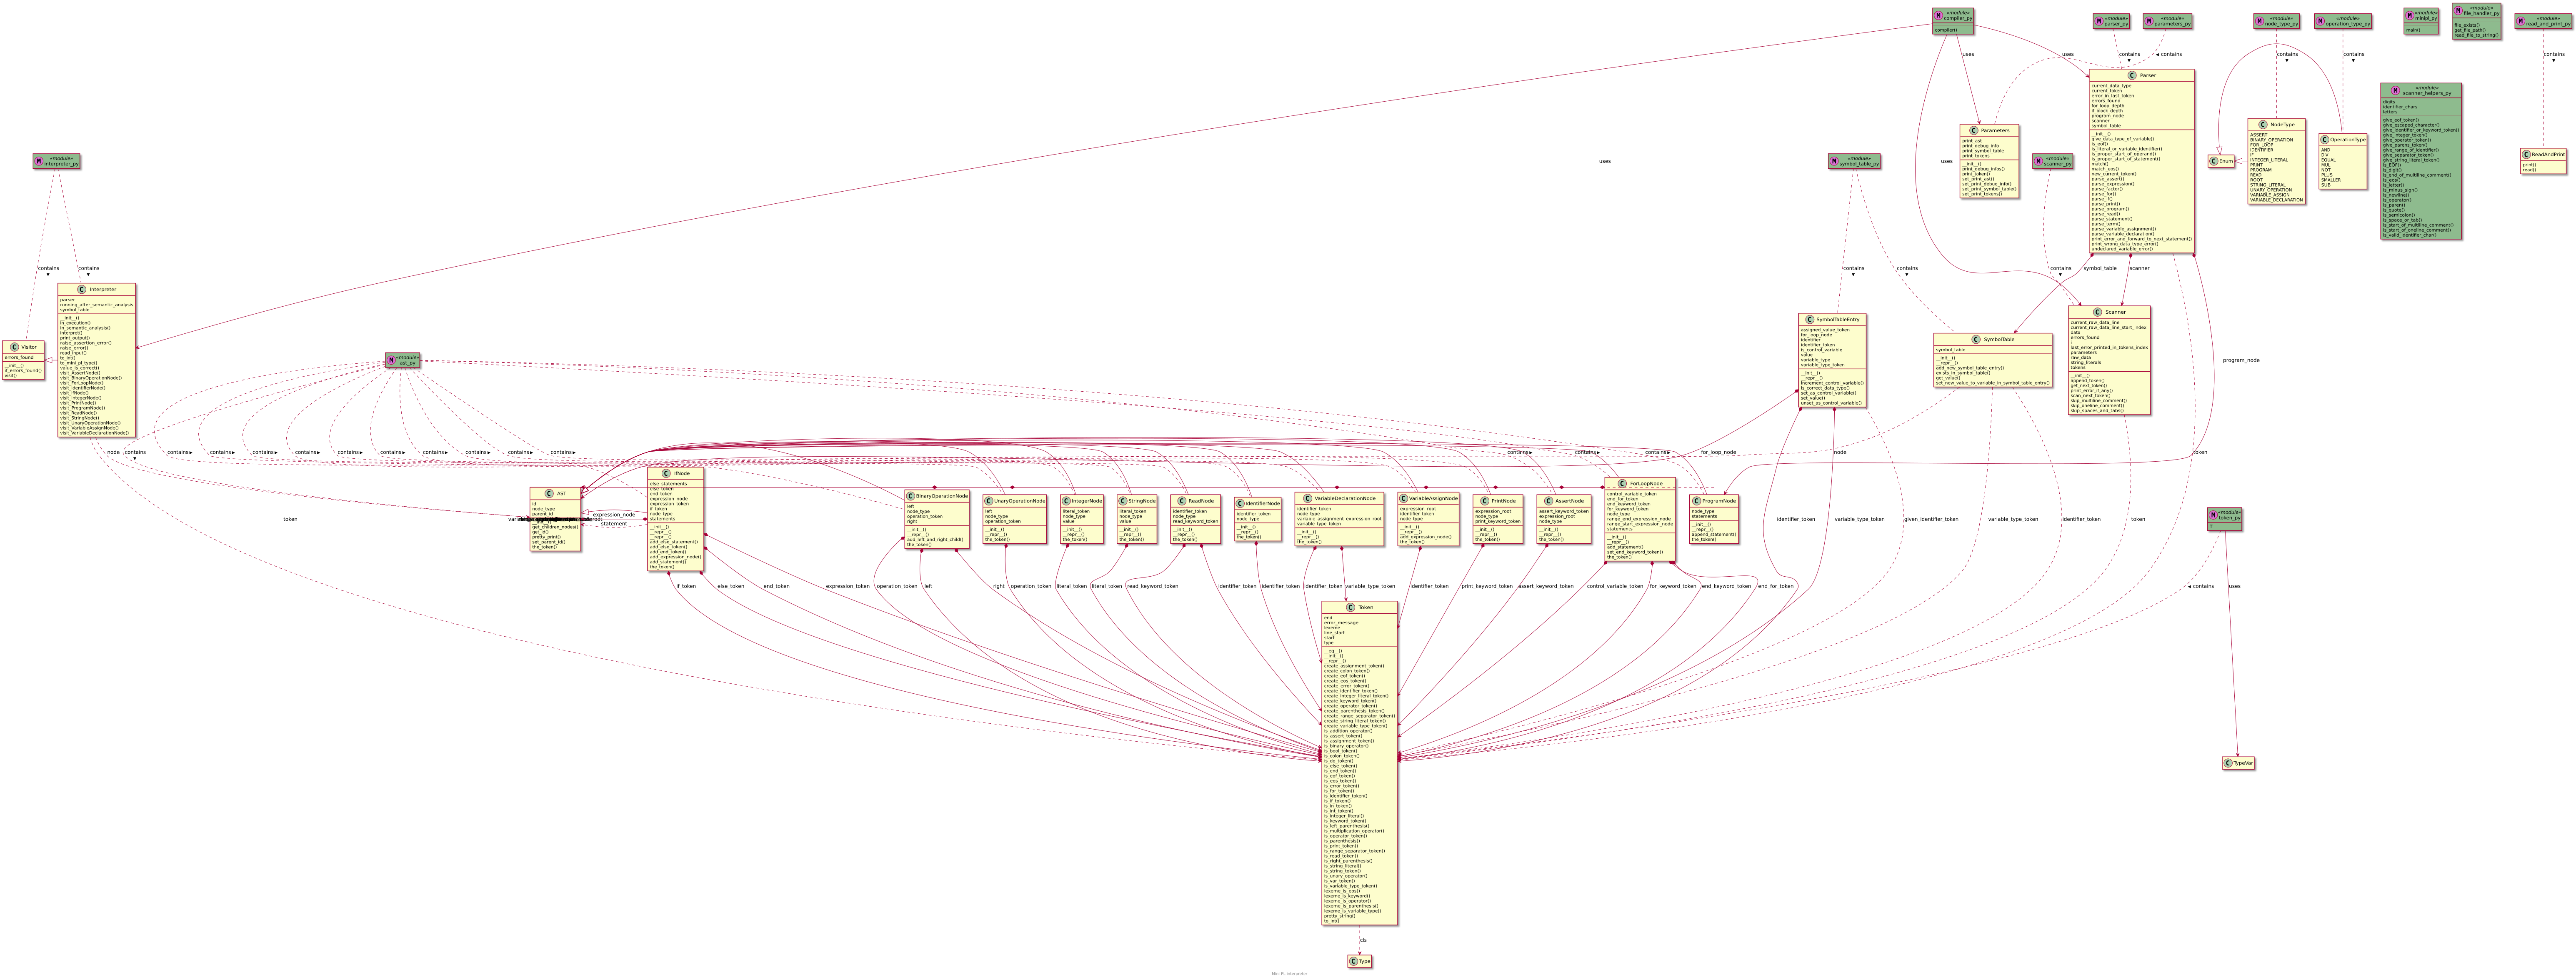 «module»
compiler_py
compiler()
«module»
parser_py
«module»
parameters_py
«module»
node_type_py
«module»
operation_type_py
«module»
minipl_py
main()
«module»
file_handler_py
file_exists()
get_file_path()
read_file_to_string()
«module»
read_and_print_py
uses
uses
uses
uses
contains
contains
contains
contains
contains
Parser
current_data_type
current_token
error_in_last_token
errors_found
for_loop_depth
if_block_depth
program_node
scanner
symbol_table
__init__()
give_data_type_of_variable()
is_eof()
is_literal_or_variable_identifier()
is_proper_start_of_operand()
is_proper_start_of_statement()
match()
match_eos()
new_current_token()
parse_assert()
parse_expression()
parse_factor()
parse_for()
parse_if()
parse_print()
parse_program()
parse_read()
parse_statement()
parse_term()
parse_variable_assignment()
parse_variable_declaration()
print_error_and_forward_to_next_statement()
print_wrong_data_type_error()
undeclared_variable_error()
«module»
scanner_helpers_py
digits
identifier_chars
letters
give_eof_token()
give_escaped_character()
give_identifier_or_keyword_token()
give_integer_token()
give_operator_token()
give_parens_token()
give_range_of_identifier()
give_separator_token()
give_string_literal_token()
is_EOF()
is_digit()
is_end_of_multiline_comment()
is_eos()
is_letter()
is_minus_sign()
is_newline()
is_operator()
is_paren()
is_quote()
is_semicolon()
is_space_or_tab()
is_start_of_multiline_comment()
is_start_of_oneline_comment()
is_valid_identifier_char()
Parameters
print_ast
print_debug_info
print_symbol_table
print_tokens
__init__()
print_debug_infos()
print_token()
set_print_ast()
set_print_debug_info()
set_print_symbol_table()
set_print_tokens()
NodeType
ASSERT
BINARY_OPERATION
FOR_LOOP
IDENTIFIER
IF
INTEGER_LITERAL
PRINT
PROGRAM
READ
ROOT
STRING_LITERAL
UNARY_OPERATION
VARIABLE_ASSIGN
VARIABLE_DECLARATION
OperationType
AND
DIV
EQUAL
MUL
NOT
PLUS
SMALLER
SUB
Enum
ReadAndPrint
print()
read()
«module»
interpreter_py
«module»
symbol_table_py
«module»
scanner_py
contains
contains
contains
contains
contains
symbol_table
scanner
program_node
Interpreter
parser
running_after_semantic_analysis
symbol_table
__init__()
in_execution()
in_semantic_analysis()
interpret()
print_output()
raise_assertion_error()
raise_error()
read_input()
to_int()
to_mini_pl_type()
value_is_correct()
visit_AssertNode()
visit_BinaryOperationNode()
visit_ForLoopNode()
visit_IdentifierNode()
visit_IfNode()
visit_IntegerNode()
visit_PrintNode()
visit_ProgramNode()
visit_ReadNode()
visit_StringNode()
visit_UnaryOperationNode()
visit_VariableAssignNode()
visit_VariableDeclarationNode()
Visitor
errors_found
__init__()
if_errors_found()
visit()
«module»
ast_py
SymbolTableEntry
assigned_value_token
for_loop_node
identifier
identifier_token
is_control_variable
value
variable_type
variable_type_token
__init__()
__repr__()
increment_control_variable()
is_correct_data_type()
set_as_control_variable()
set_value()
unset_as_control_variable()
SymbolTable
symbol_table
__init__()
__repr__()
add_new_symbol_table_entry()
exists_in_symbol_table()
get_value()
set_new_value_to_variable_in_symbol_table_entry()
Scanner
current_raw_data_line
current_raw_data_line_start_index
data
errors_found
last_error_printed_in_tokens_index
parameters
raw_data
string_literals
tokens
__init__()
append_token()
get_next_token()
print_error_if_any()
scan_next_token()
skip_multiline_comment()
skip_oneline_comment()
skip_spaces_and_tabs()
node
contains
contains
contains
contains
contains
contains
contains
contains
contains
contains
contains
contains
contains
for_loop_node
node
token
AST
id
node_type
parent_id
get_children_nodes()
get_id()
pretty_print()
set_parent_id()
the_token()
expression_node
statement
IfNode
else_statements
else_token
end_token
expression_node
expression_token
if_token
node_type
statements
__init__()
__repr__()
add_else_statement()
add_else_token()
add_end_token()
add_expression_node()
add_statement()
the_token()
BinaryOperationNode
left
node_type
operation_token
right
__init__()
__repr__()
add_left_and_right_child()
the_token()
UnaryOperationNode
left
node_type
operation_token
__init__()
__repr__()
the_token()
IntegerNode
literal_token
node_type
value
__init__()
__repr__()
the_token()
StringNode
literal_token
node_type
value
__init__()
__repr__()
the_token()
ReadNode
identifier_token
node_type
read_keyword_token
__init__()
__repr__()
the_token()
IdentifierNode
identifier_token
node_type
__init__()
__repr__()
the_token()
VariableDeclarationNode
identifier_token
node_type
variable_assignment_expression_root
variable_type_token
__init__()
__repr__()
the_token()
VariableAssignNode
expression_root
identifier_token
node_type
__init__()
__repr__()
add_expression_node()
the_token()
PrintNode
expression_root
node_type
print_keyword_token
__init__()
__repr__()
the_token()
AssertNode
assert_keyword_token
expression_root
node_type
__init__()
__repr__()
the_token()
ForLoopNode
control_variable_token
end_for_token
end_keyword_token
for_keyword_token
node_type
range_end_expression_node
range_start_expression_node
statements
__init__()
__repr__()
add_statement()
set_end_keyword_token()
the_token()
ProgramNode
node_type
statements
__init__()
__repr__()
append_statement()
the_token()
token
identifier_token
variable_type_token
given_identifier_token
variable_type_token
identifier_token
token
«module»
token_py
T
if_token
else_token
end_token
expression_token
operation_token
left
right
operation_token
literal_token
literal_token
read_keyword_token
identifier_token
identifier_token
identifier_token
variable_type_token
identifier_token
print_keyword_token
assert_keyword_token
control_variable_token
for_keyword_token
end_keyword_token
end_for_token
contains
uses
Token
end
error_message
lexeme
line_start
start
type
__eq__()
__init__()
__repr__()
create_assignment_token()
create_colon_token()
create_eof_token()
create_eos_token()
create_error_token()
create_identifier_token()
create_integer_literal_token()
create_keyword_token()
create_operator_token()
create_parenthesis_token()
create_range_separator_token()
create_string_literal_token()
create_variable_type_token()
is_addition_operator()
is_assert_token()
is_assignment_token()
is_binary_operator()
is_bool_token()
is_colon_token()
is_do_token()
is_else_token()
is_end_token()
is_eof_token()
is_eos_token()
is_error_token()
is_for_token()
is_identifier_token()
is_if_token()
is_in_token()
is_int_token()
is_integer_literal()
is_keyword_token()
is_left_parenthesis()
is_multiplication_operator()
is_operator_token()
is_parenthesis()
is_print_token()
is_range_separator_token()
is_read_token()
is_right_parenthesis()
is_string_literal()
is_string_token()
is_unary_operator()
is_var_token()
is_variable_type_token()
lexeme_is_eos()
lexeme_is_keyword()
lexeme_is_operator()
lexeme_is_parenthesis()
lexeme_is_variable_type()
pretty_string()
to_int()
TypeVar
cls
Type
Mini-PL Interpreter